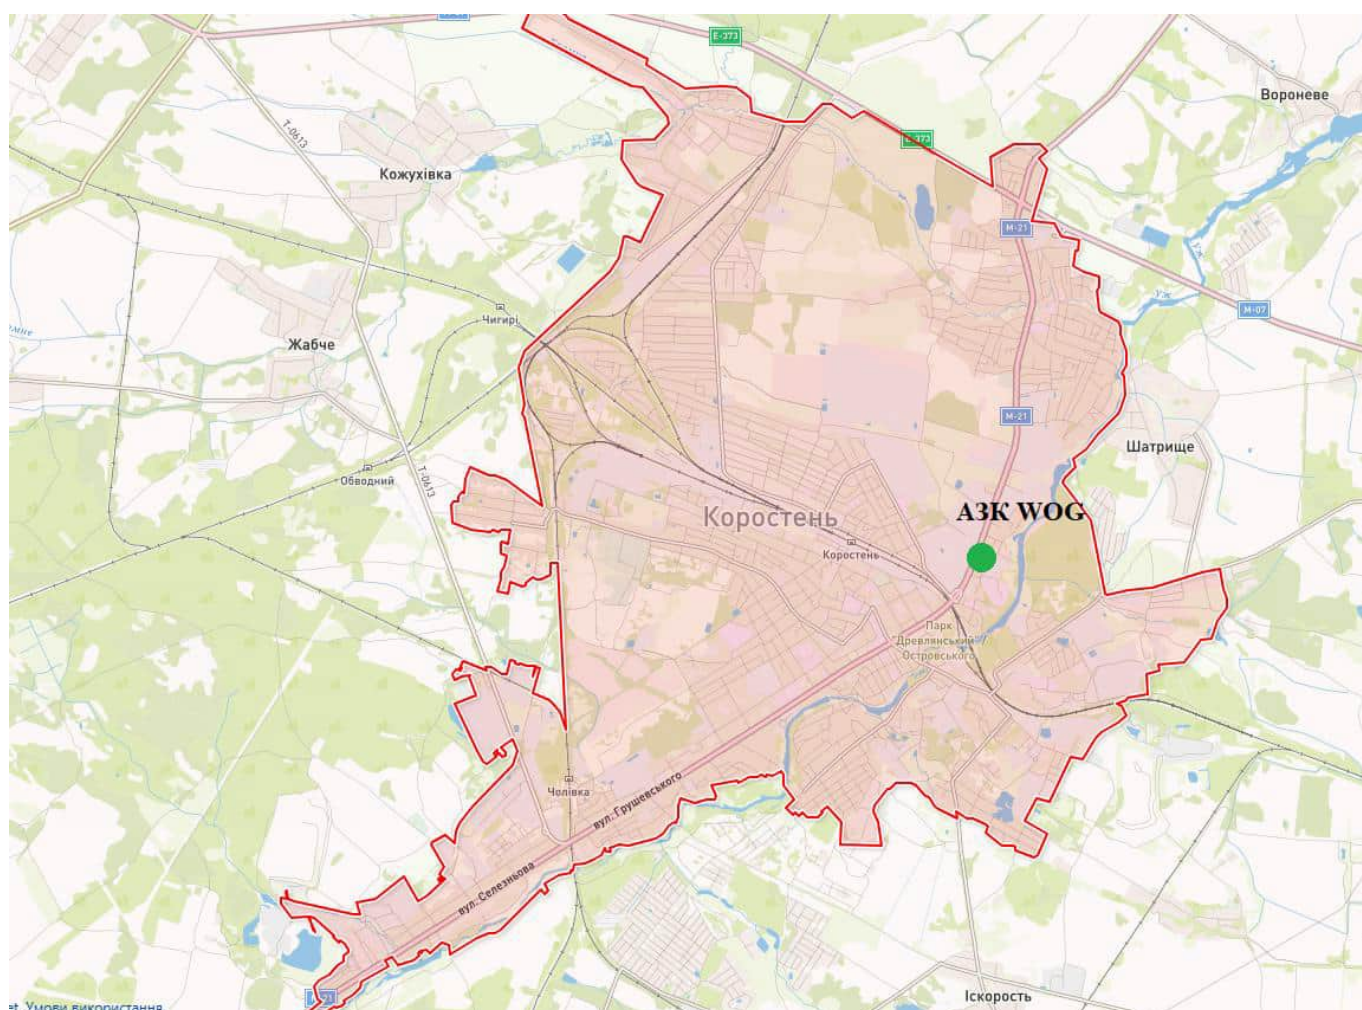 E-373
Вороневе
Т-0613
E-373
Кожухівка
М-21
Уж
Уж
М-07
Чигирі
Жабче
М-21
Шатрище
Обводний
Т-0613
АЗК WOG
Коростень
Коростень
Парк
"Древлянський"
Островського
Чолівка
вул. Грушевського
вул. Селезньова
Іскорость
Умови використання